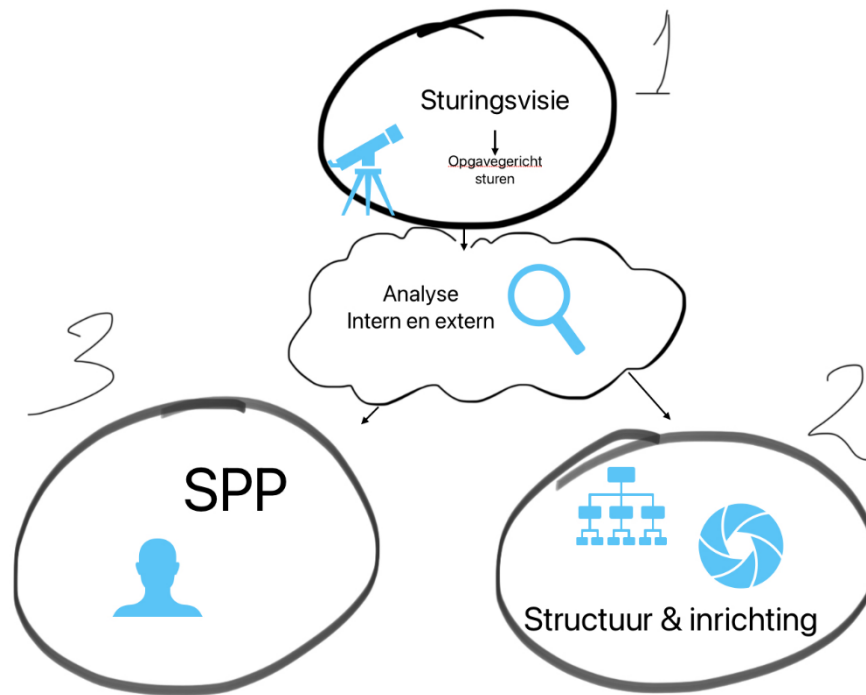 1
Sturingsvisie
Opgavegericht
sturen
Analyse
Intern en extern
3
2
SPP
Structuur & inrichting